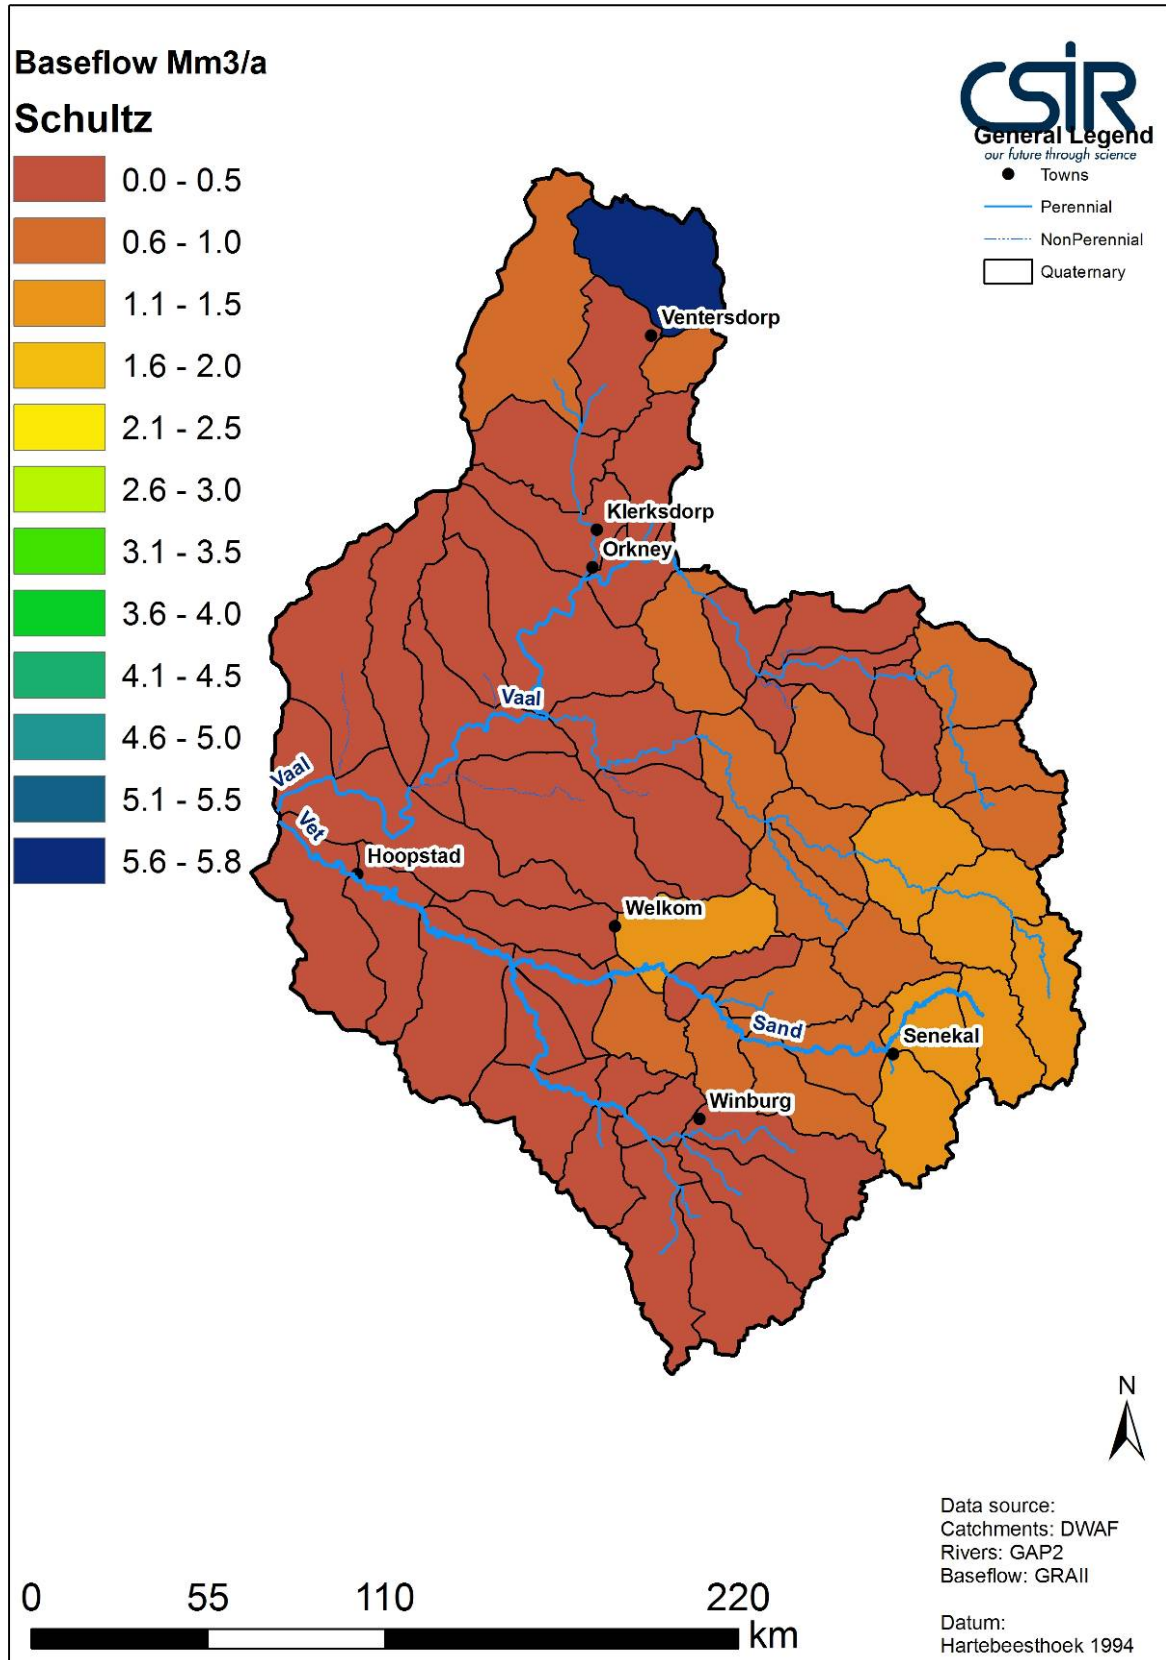 Baseflow Mm3/a
Schultz
0.0 - 0.5
0.6 - 1.0
1.1 - 1.5
1.6 - 2.0
2.1 - 2.5
2.6 - 3.0
3.1 - 3.5
3.6 - 4.0
4.1 - 4.5
4.6 - 5.0
5.1 - 5.5
5.6 - 5.8
CSIR
General Legend
our future through science
Towns
Perennial
NonPerennial
Quaternary
Ventersdorp
Klerksdorp
Orkney
Vaal
Vaal
Vet
Hoopstad
Welkom
Sand
Senekal
Winburg
N
Data source:
Catchments: DWAF
Rivers: GAP2
Baseflow: GRAII
Datum:
Hartebeesthoek 1994
0 55 110 220
km